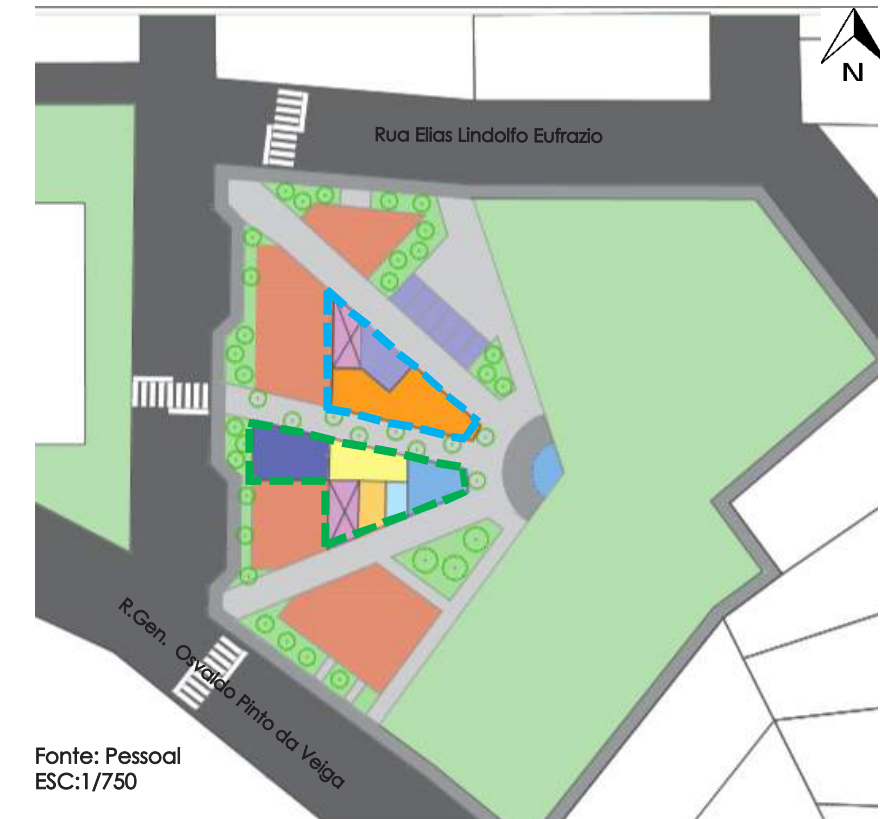 N
Rua Elias Lindolfo Eufrazio
R.Gen. Osvaldo Pinto da Veiga
Fonte: Pessoal
ESC:1/750